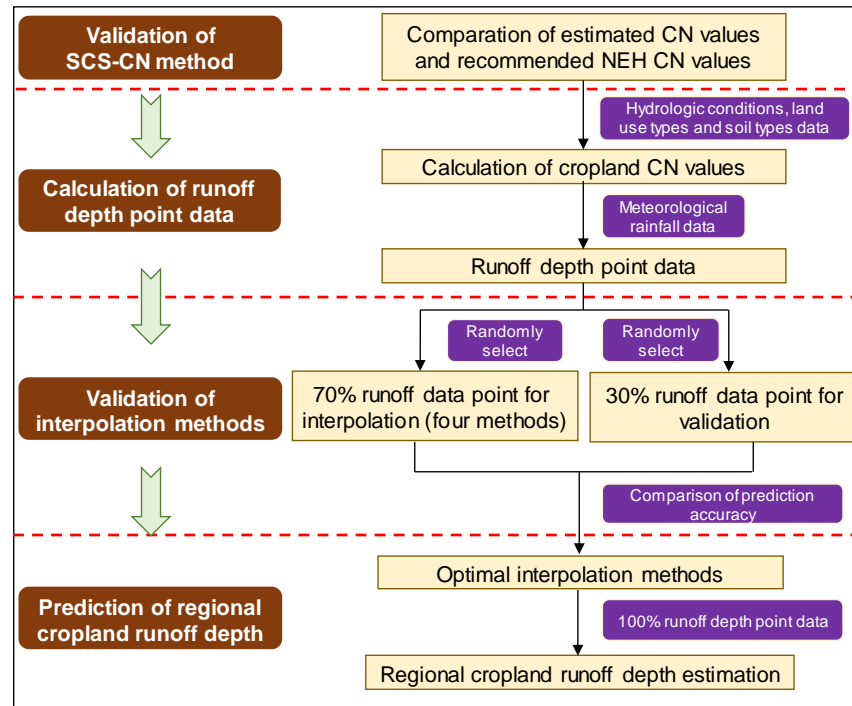 Validation of
SCS-CN method
Comparation of estimated CN values
and recommended NEH CN values
Hydrologic conditions, land
use types and soil types data
Calculation of runoff
depth point data
Calculation of cropland CN values
Meteorological
rainfall data
Runoff depth point data
Randomly
select
Randomly
select
Validation of
interpolation methods
70% runoff data point for
interpolation (four methods)
30% runoff data point for
validation
Comparison of prediction
accuracy
Optimal interpolation methods
Prediction of regional
cropland runoff depth
100% runoff depth point data
Regional cropland runoff depth estimation